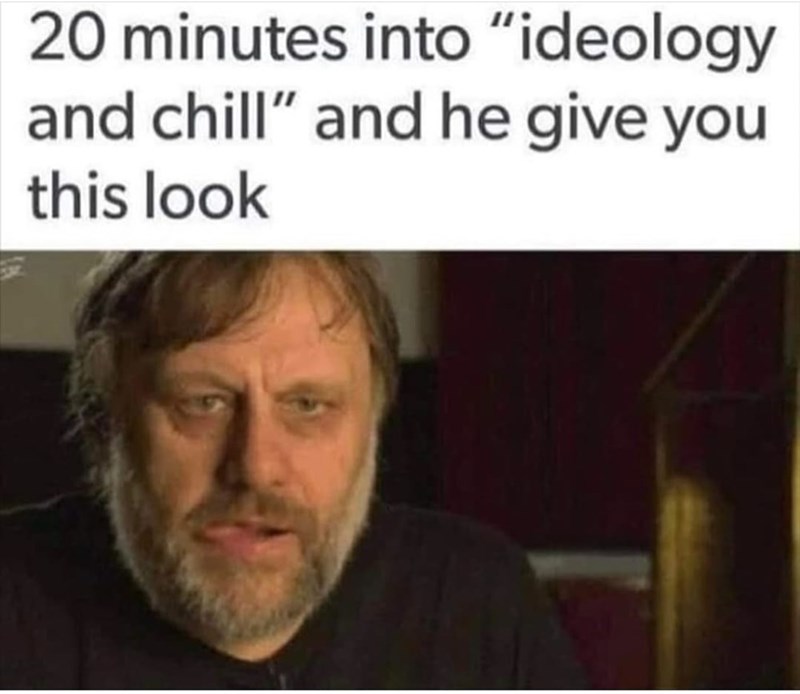 20 minutes into “ideology
and chill” and he give you
this look